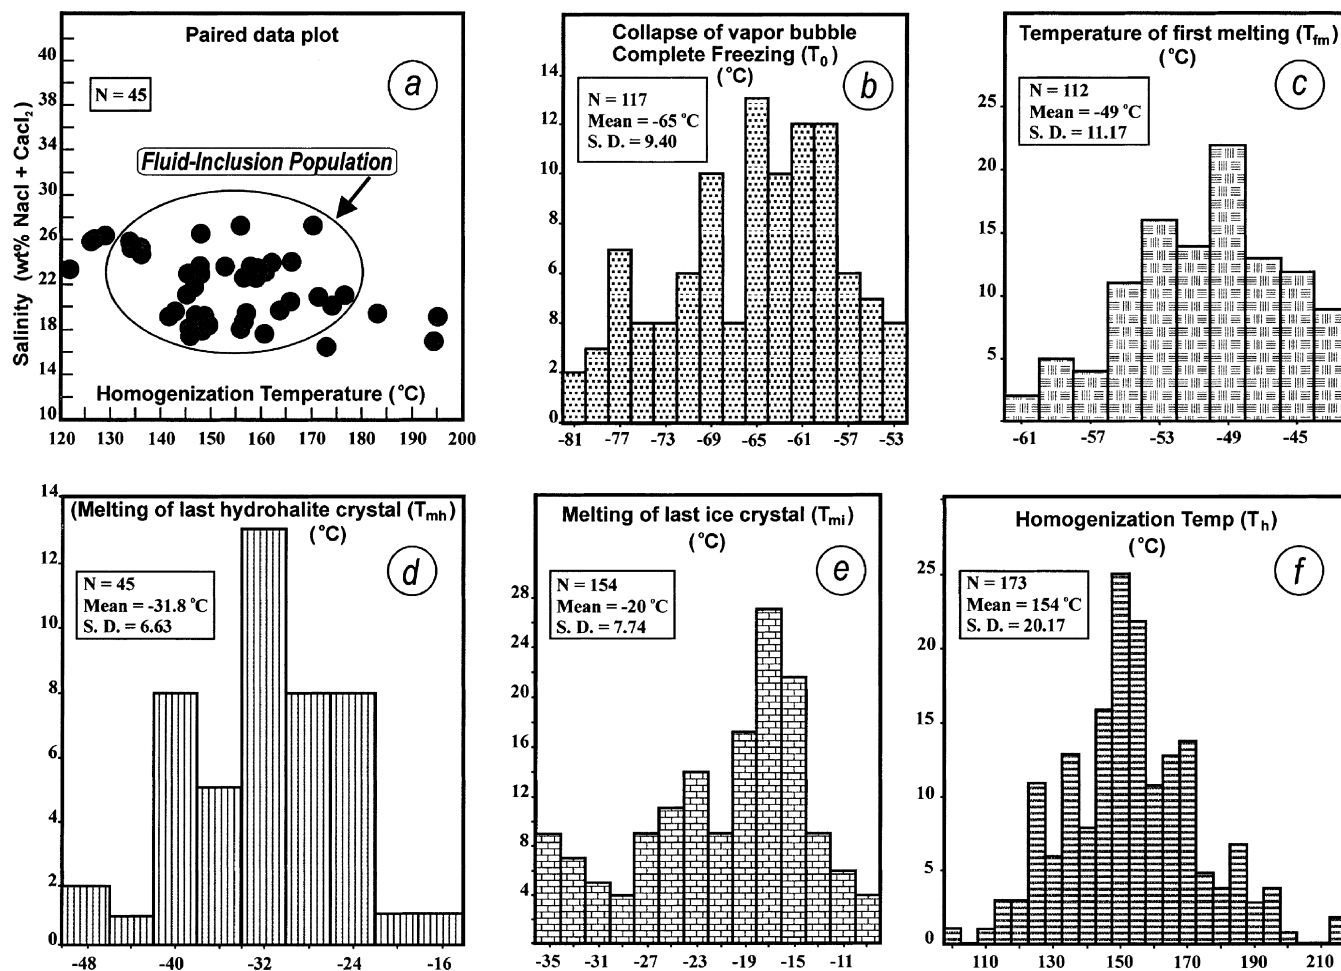 Paired data plot
a
N = 45
Fluid-Inclusion Population
Salinity (wt% Nacl + Cacl2)
42
38
34
30
26
22
18
14
10
Homogenization Temperature (°C)
120 130 140 150 160 170 180 190 200
Collapse of vapor bubble
Complete Freezing (T0)
(°C)
b
N = 117
Mean = -65 °C
S. D. = 9.40
14
12
10
8
6
8
2
0
-81 -77 -73 -69 -65 -61 -57 -53
Temperature of first melting (Tfm)
(°C)
c
N = 112
Mean = -49 °C
S. D. = 11.17
25
20
15
10
5
-61 -57 -53 -49 -45
(Melting of last hydrohalite crystal (Tmh)
(°C)
d
N = 45
Mean = -31.8 °C
S. D. = 6.63
14
12
10
8
6
4
2
0
-48 -40 -32 -24 -16
Melting of last ice crystal (Tmi)
(°C)
e
N = 154
Mean = -20 °C
S. D. = 7.74
28
24
20
16
12
8
4
-35 -31 -27 -23 -19 -15 -11
Homogenization Temp (Th)
(°C)
f
N = 173
Mean = 154 °C
S. D. = 20.17
25
20
15
10
5
0
110 130 150 170 190 210